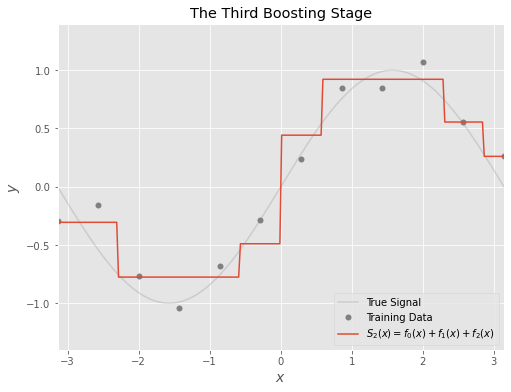 The Third Boosting Stage
y
1.0
0.5
0.0
−0.5
−1.0
True Signal
Training Data
S₂(x) = f₀(x) + f₁(x) + f₂(x)
−3 −2 −1 0 1 2 3
x